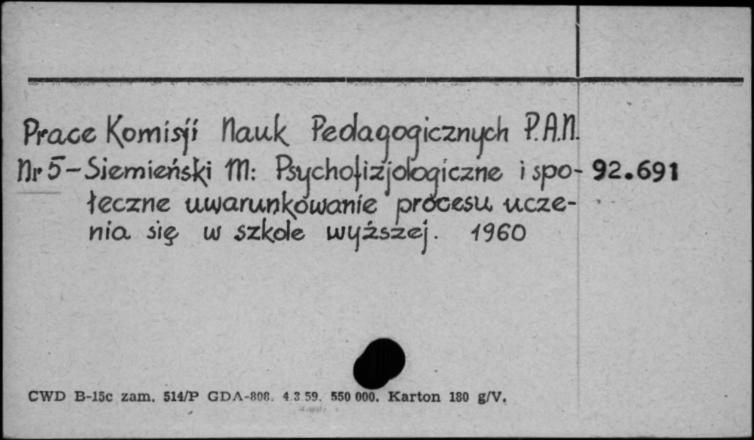 Prace Komisji Nauk Pedagogicznych P.A.N.
Nr 5 - Siemieński M: Psychofizjologiczne i spo- 92.691
łeczne uwarunkowanie procesu ucze-
nia się w szkole wyższej. 1960
CWD B-15c zam. 514/P GDA-808. 4.3 59. 550 000. Karton 180 g/V.